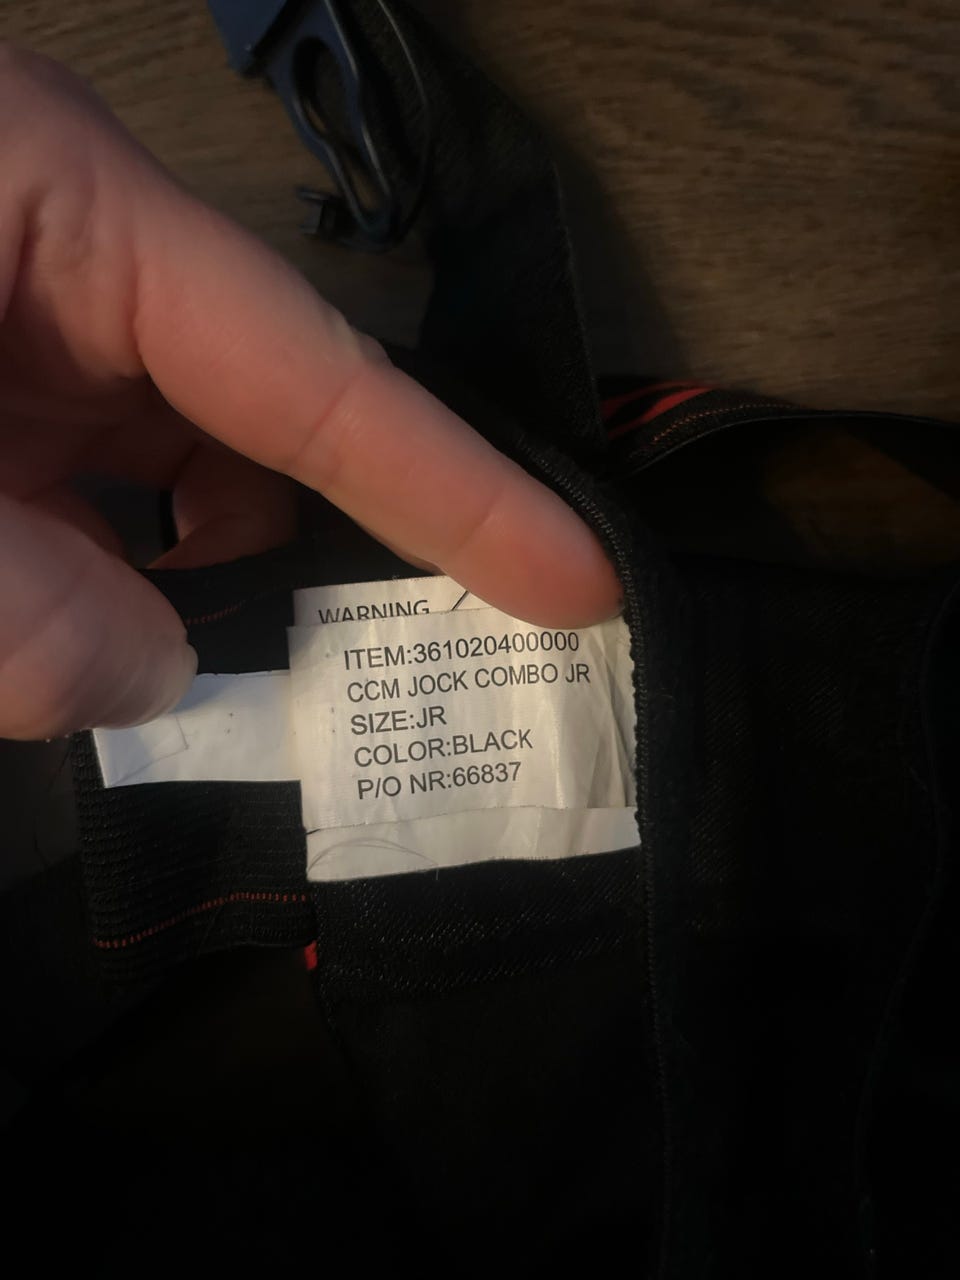 WARNING
ITEM:361020400000
CCM JOCK COMBO JR
SIZE:JR
COLOR:BLACK
P/O NR:66837